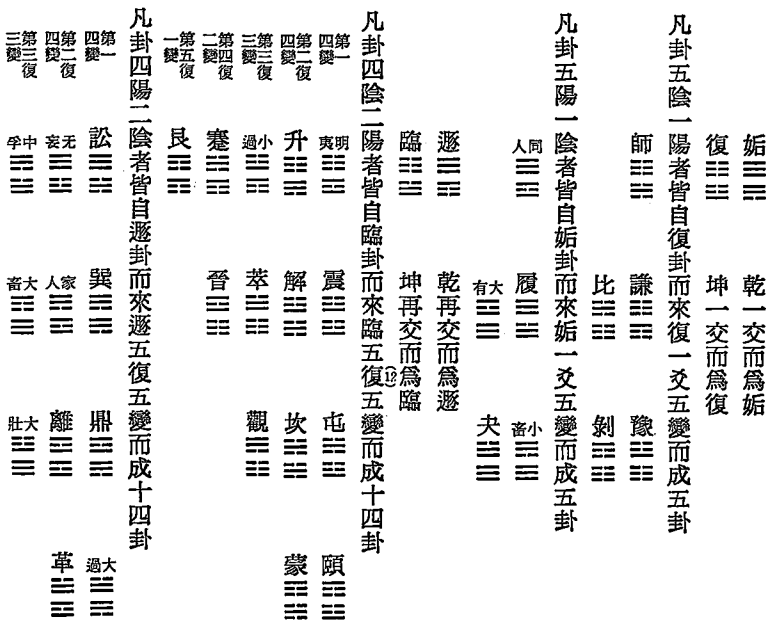 姤 乾一交而爲姤
復 坤一交而爲復
凡卦五陰一陽者皆自復卦而來復一爻五變而成五卦
師 謙 豫
比 剝
凡卦五陽一陰者皆自姤卦而來姤一爻五變而成五卦
同人 履 小畜
大有 夬
遯 乾再交而爲遯
臨 坤再交而爲臨
凡卦四陰二陽者皆自臨卦而來臨五復⑫五變而成十四卦
第一四變 明夷 震 屯 頤
第二復四變 升 解 坎 蒙
第三復三變 小過 萃 觀
第四復二變 蹇 晉
第五復一變 艮
凡卦四陽二陰者皆自遯卦而來遯五復五變而成十四卦
第一四變 訟 巽 鼎 大過
第二復四變 无妄 家人 離 革
第三復三變 中孚 大畜 大壯